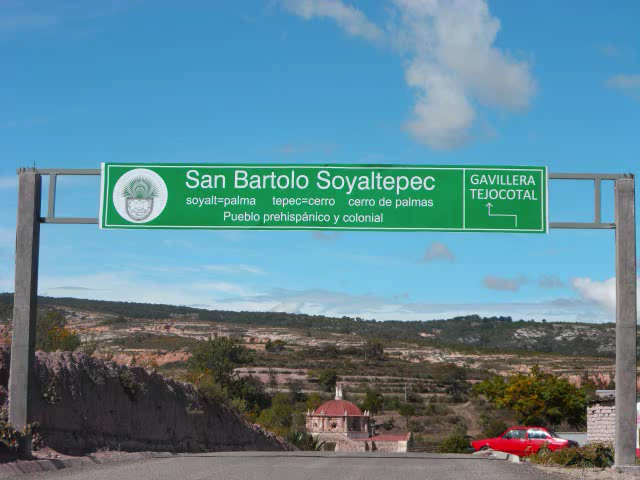 San Bartolo Soyaltepec
soyalt=palma tepec=cerro cerro de palmas
Pueblo prehispánico y colonial
GAVILLERA
TEJOCOTAL